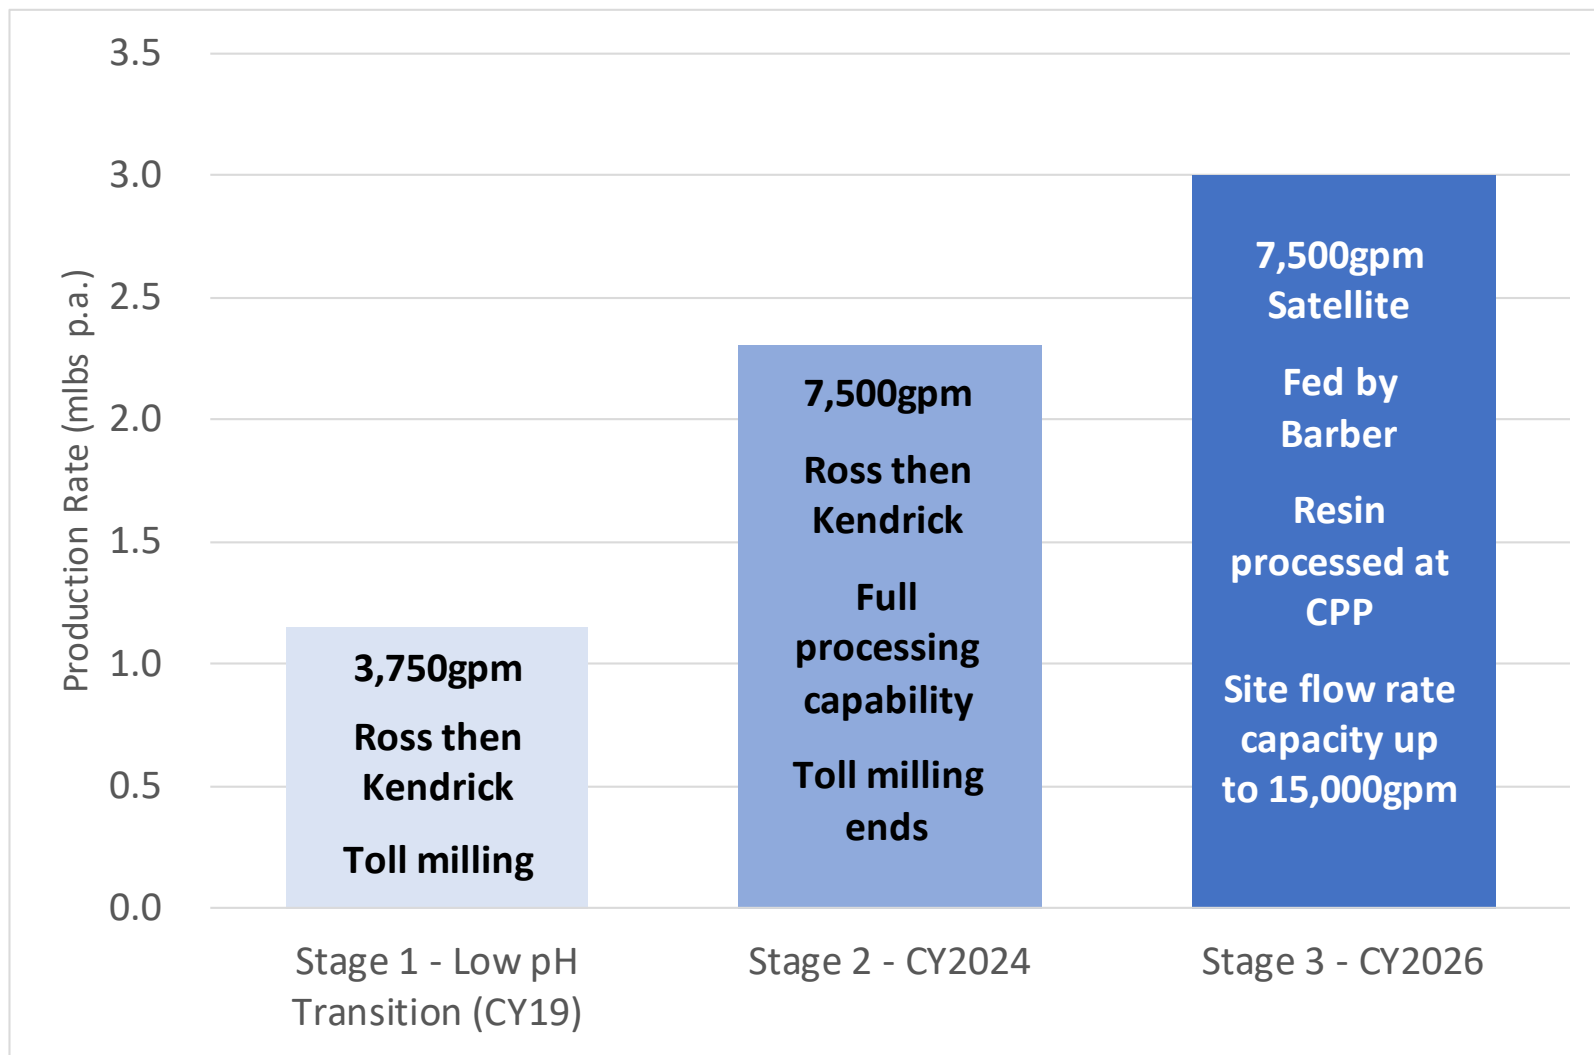 3.5
3.0
2.5
2.0
1.5
1.0
0.5
0.0
Production Rate (mlbs p.a.)
3,750gpm
Ross then
Kendrick
Toll milling
7,500gpm
Ross then
Kendrick
Full
processing
capability
Toll milling
ends
7,500gpm
Satellite
Fed by
Barber
Resin
processed at
CPP
Site flow rate
capacity up
to 15,000gpm
Stage 1 - Low pH
Transition (CY19)
Stage 2 - CY2024
Stage 3 - CY2026